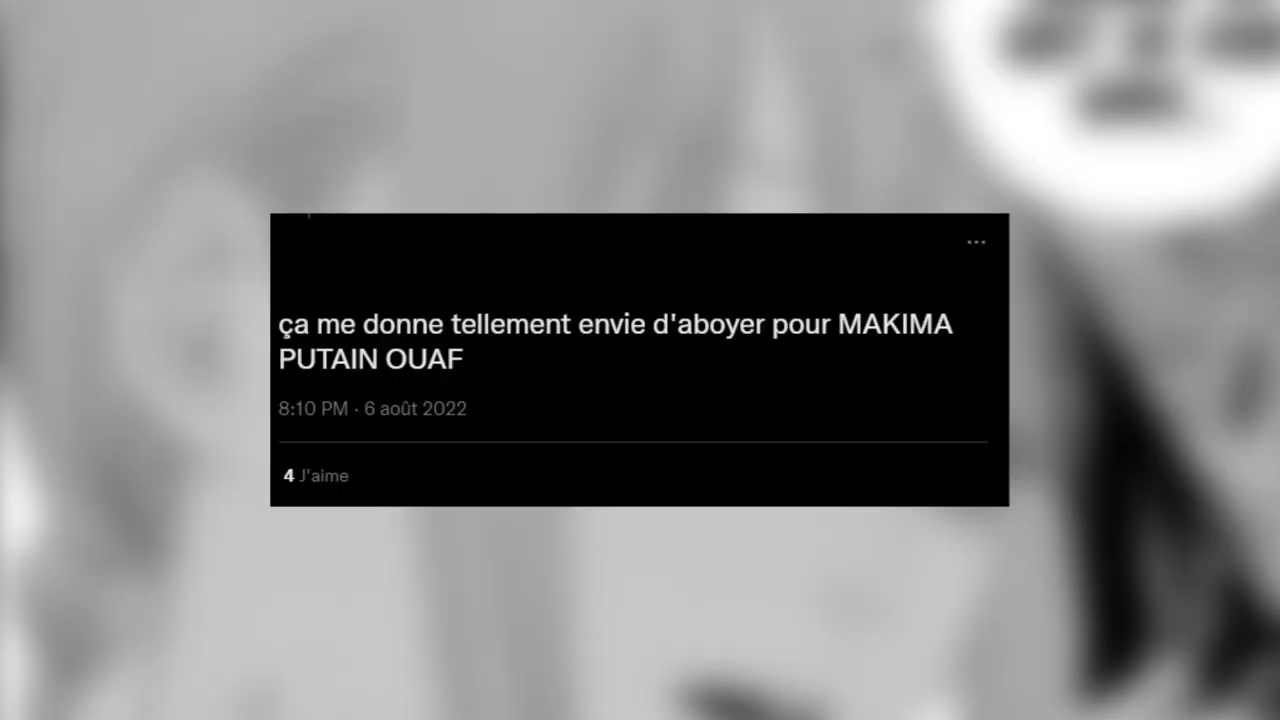 ça me donne tellement envie d'aboyer pour MAKIMA
PUTAIN OUAF
8:10 PM · 6 août 2022
4 J'aime